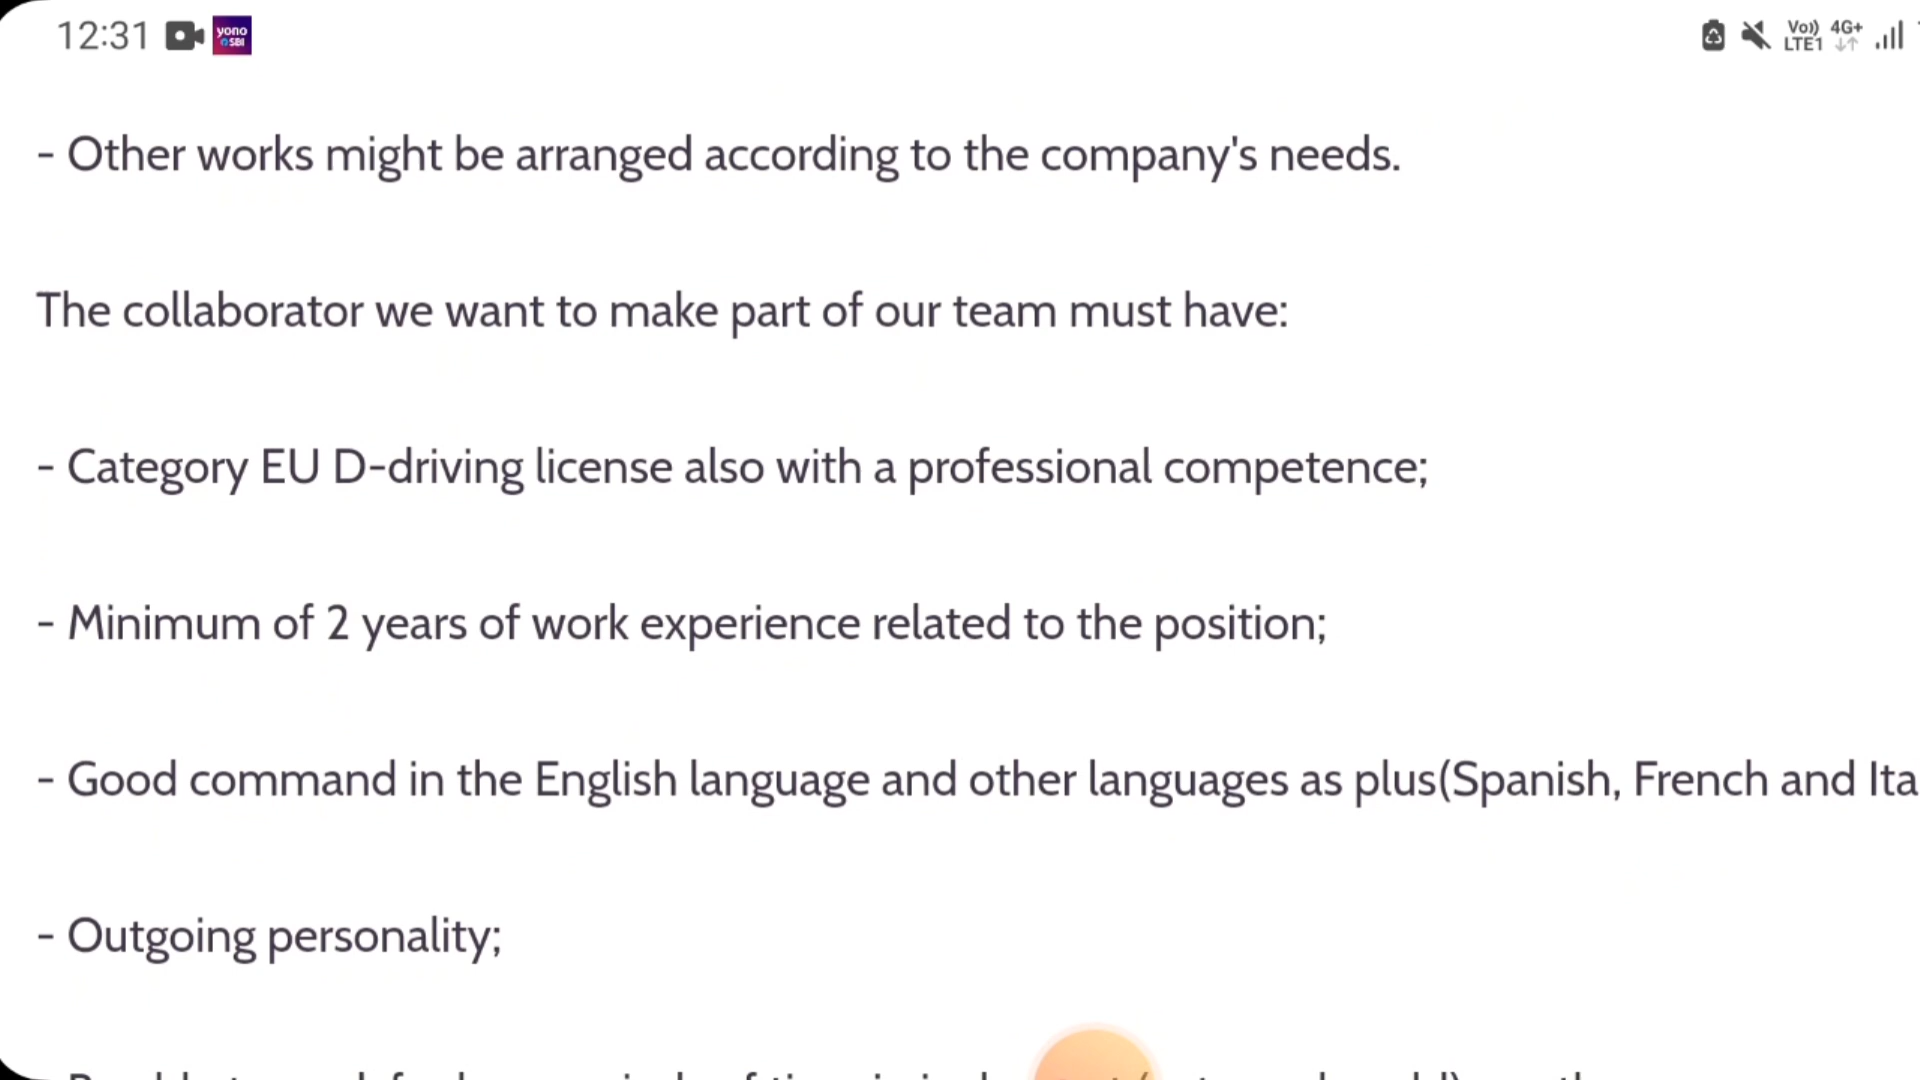 12:31 yono SBI Vo)) LTE1 4G+
- Other works might be arranged according to the company's needs.
The collaborator we want to make part of our team must have:
- Category EU D-driving license also with a professional competence;
- Minimum of 2 years of work experience related to the position;
- Good command in the English language and other languages as plus(Spanish, French and Ita
- Outgoing personality;